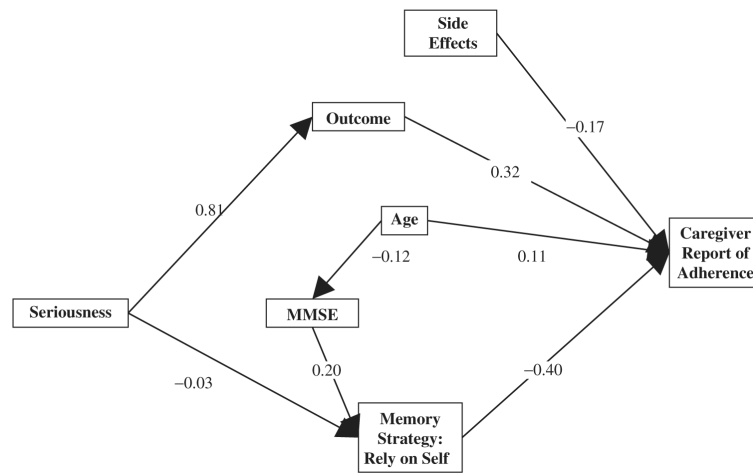 Side
Effects
−0.17
Outcome
0.32
0.81
Age
−0.12
0.11
Caregiver
Report of
Adherence
Seriousness
MMSE
−0.03
0.20
−0.40
Memory
Strategy:
Rely on Self